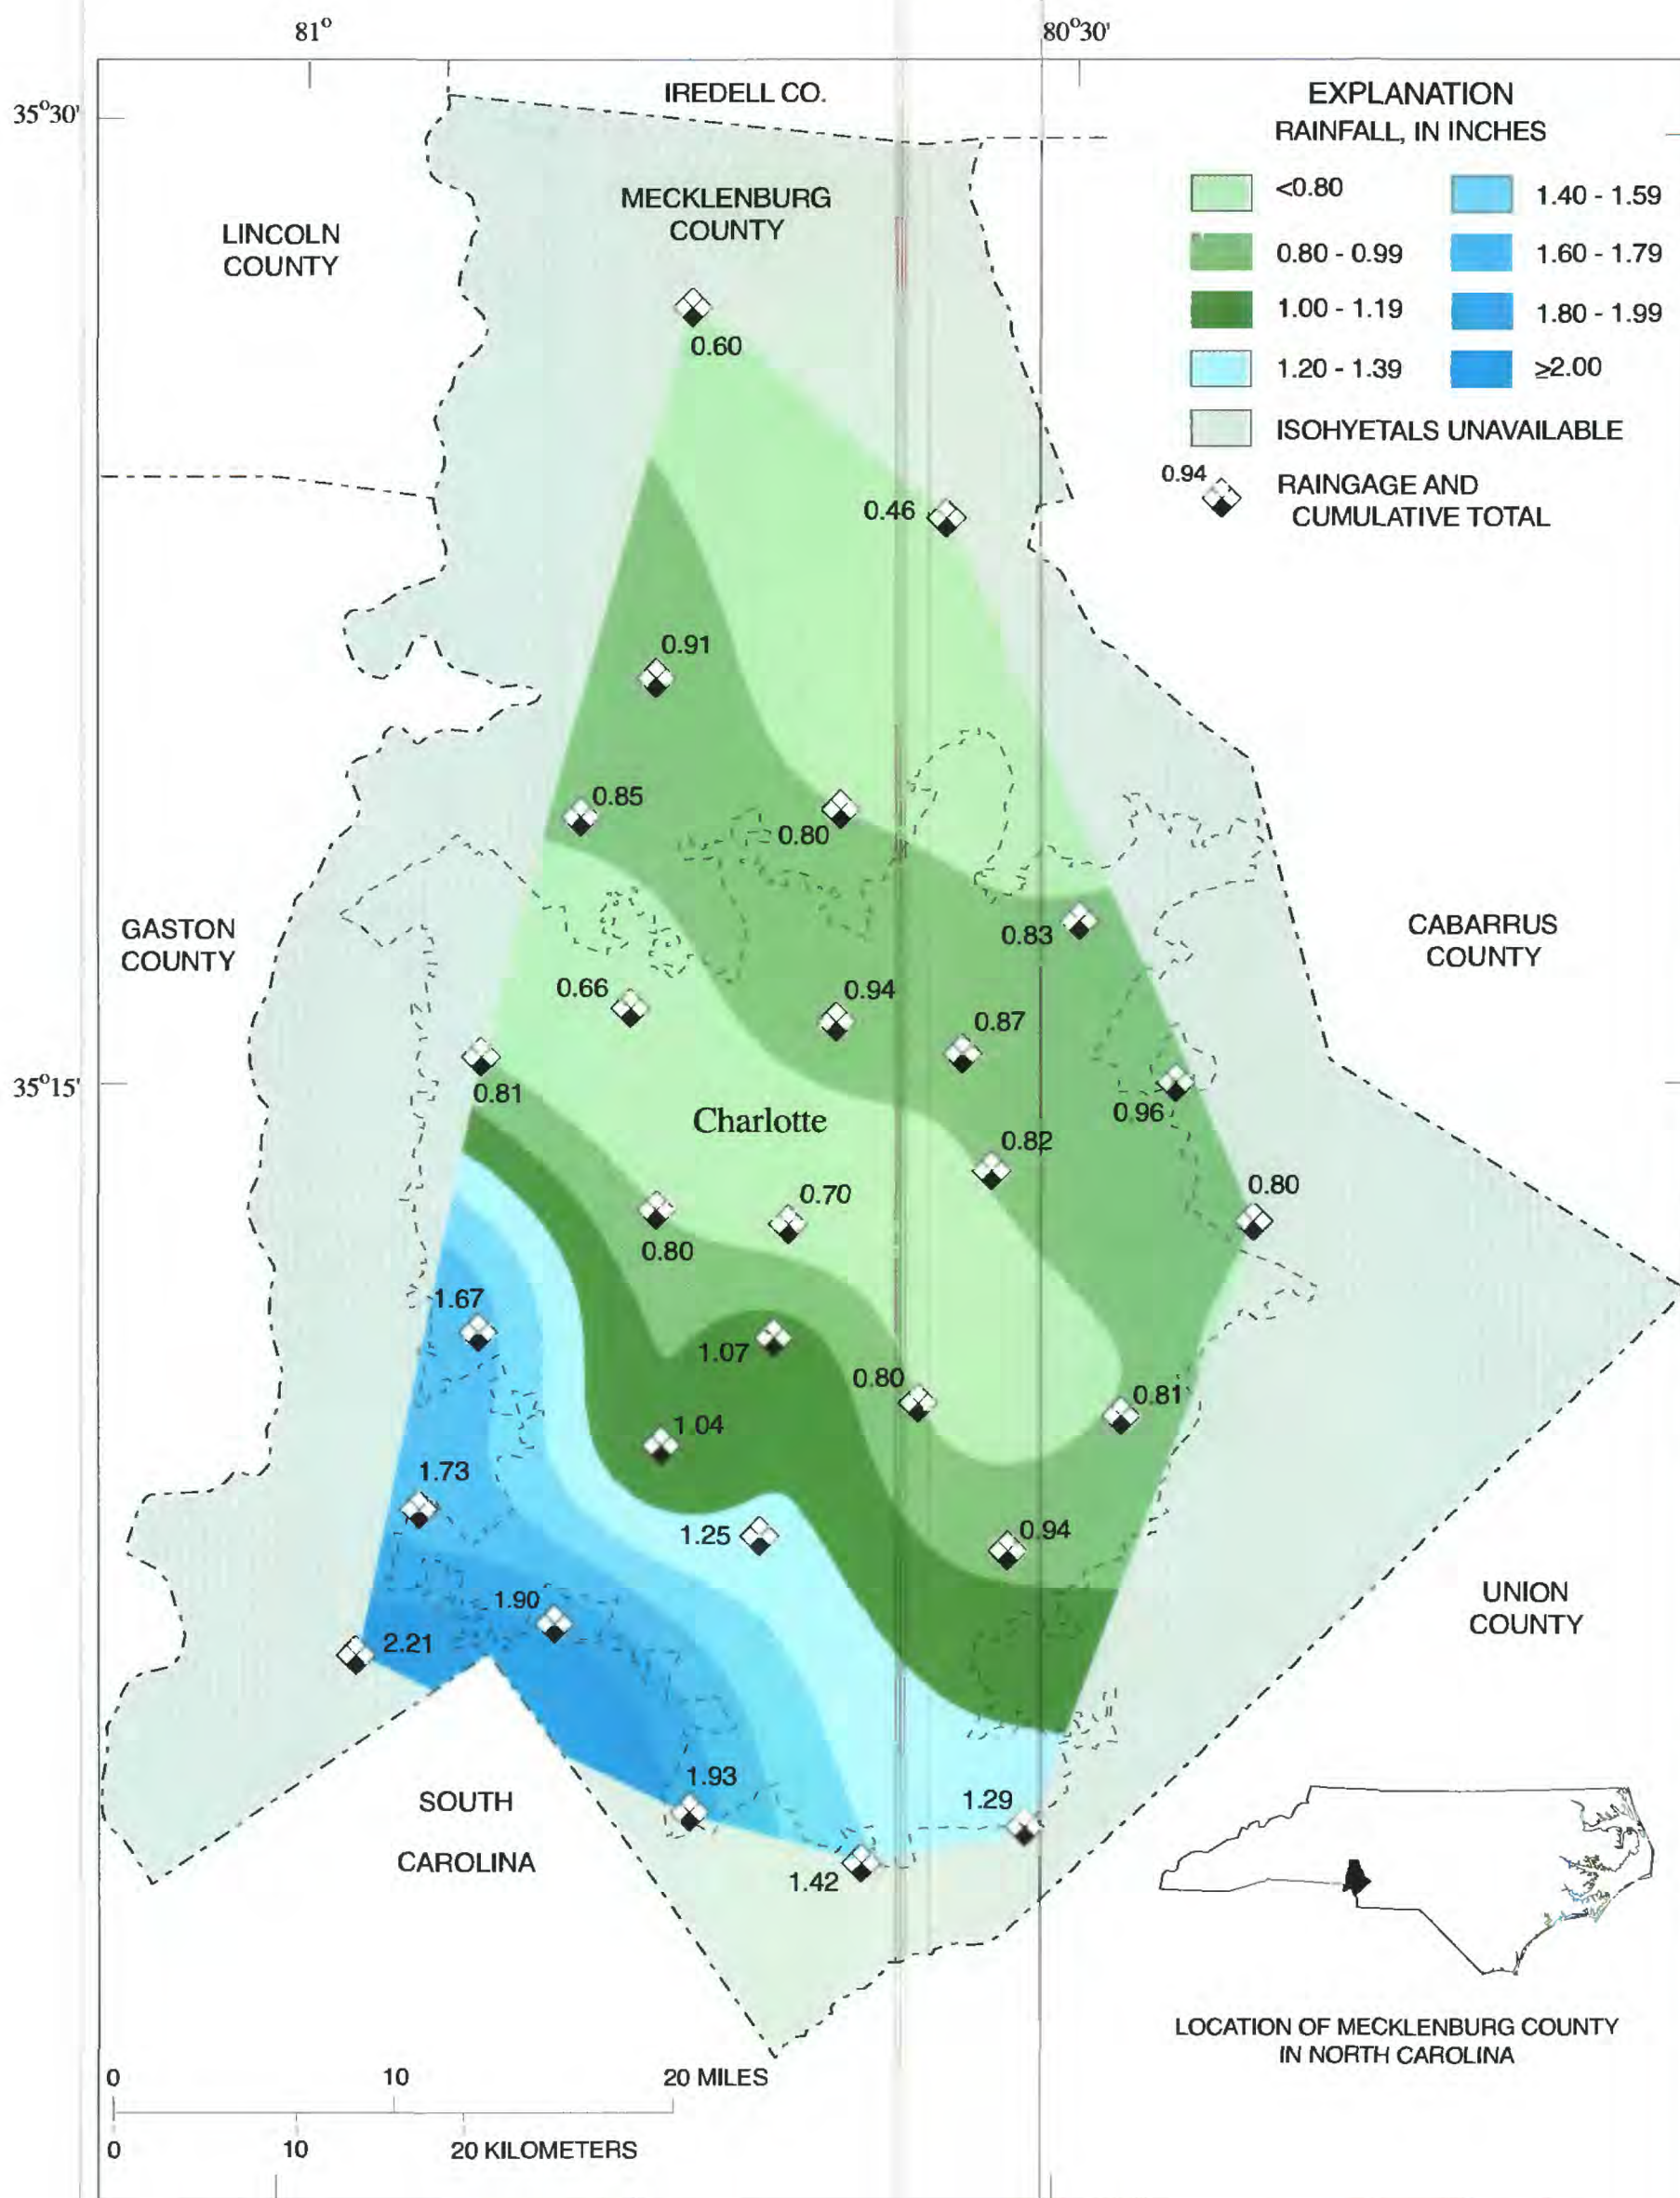 81°
80°30'
35°30'
IREDELL CO.
EXPLANATION
RAINFALL, IN INCHES
<0.80
0.80 - 0.99
1.00 - 1.19
1.20 - 1.39
1.40 - 1.59
1.60 - 1.79
1.80 - 1.99
≥2.00
ISOHYETALS UNAVAILABLE
0.94
RAINGAGE AND
CUMULATIVE TOTAL
MECKLENBURG
COUNTY
LINCOLN
COUNTY
0.60
0.46
0.91
0.85
0.80
0.83
GASTON
COUNTY
CABARRUS
COUNTY
0.66
0.94
0.87
35°15'
0.81
0.96
Charlotte
0.82
0.70
0.80
0.80
1.67
1.07
0.80
0.81
1.04
1.73
1.25
0.94
1.90
2.21
UNION
COUNTY
1.93
1.29
SOUTH
CAROLINA
1.42
LOCATION OF MECKLENBURG COUNTY
IN NORTH CAROLINA
0 10 20 MILES
0 10 20 KILOMETERS